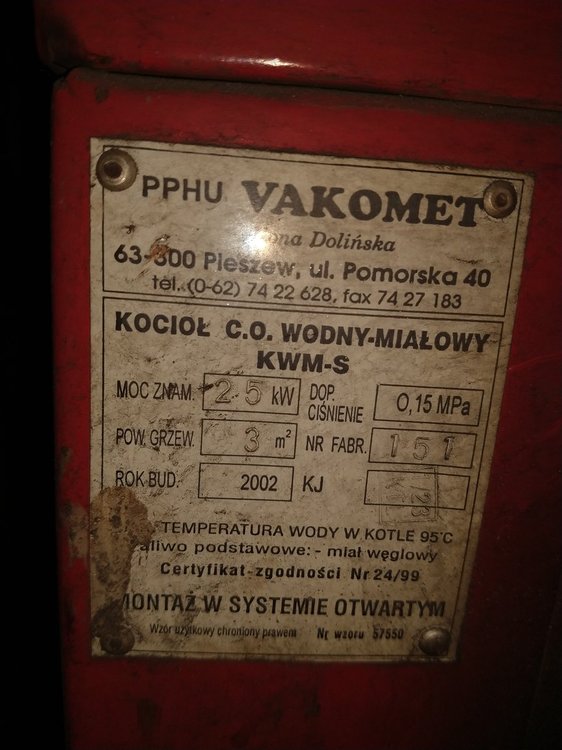 PPHU VAKOMET
Dolińska
63-300 Pleszew, ul. Pomorska 40
tel. (0-62) 74 22 628, fax 74 27 183
KOCIOŁ C.O. WODNY-MIAŁOWY
KWM-S
MOC ZNAM. 25 kW DOP. CIŚNIENIE 0,15 MPa
POW. GRZEW. 3 m² NR FABR. 151
ROK BUD. 2002 KJ
TEMPERATURA WODY W KOTLE 95°C
aliwo podstawowe: - miał węglowy
Certyfikat-zgodności Nr 24/99
MONTAŻ W SYSTEMIE OTWARTYM
Wzór użytkowy chroniony prawem Nr wzoru 57550